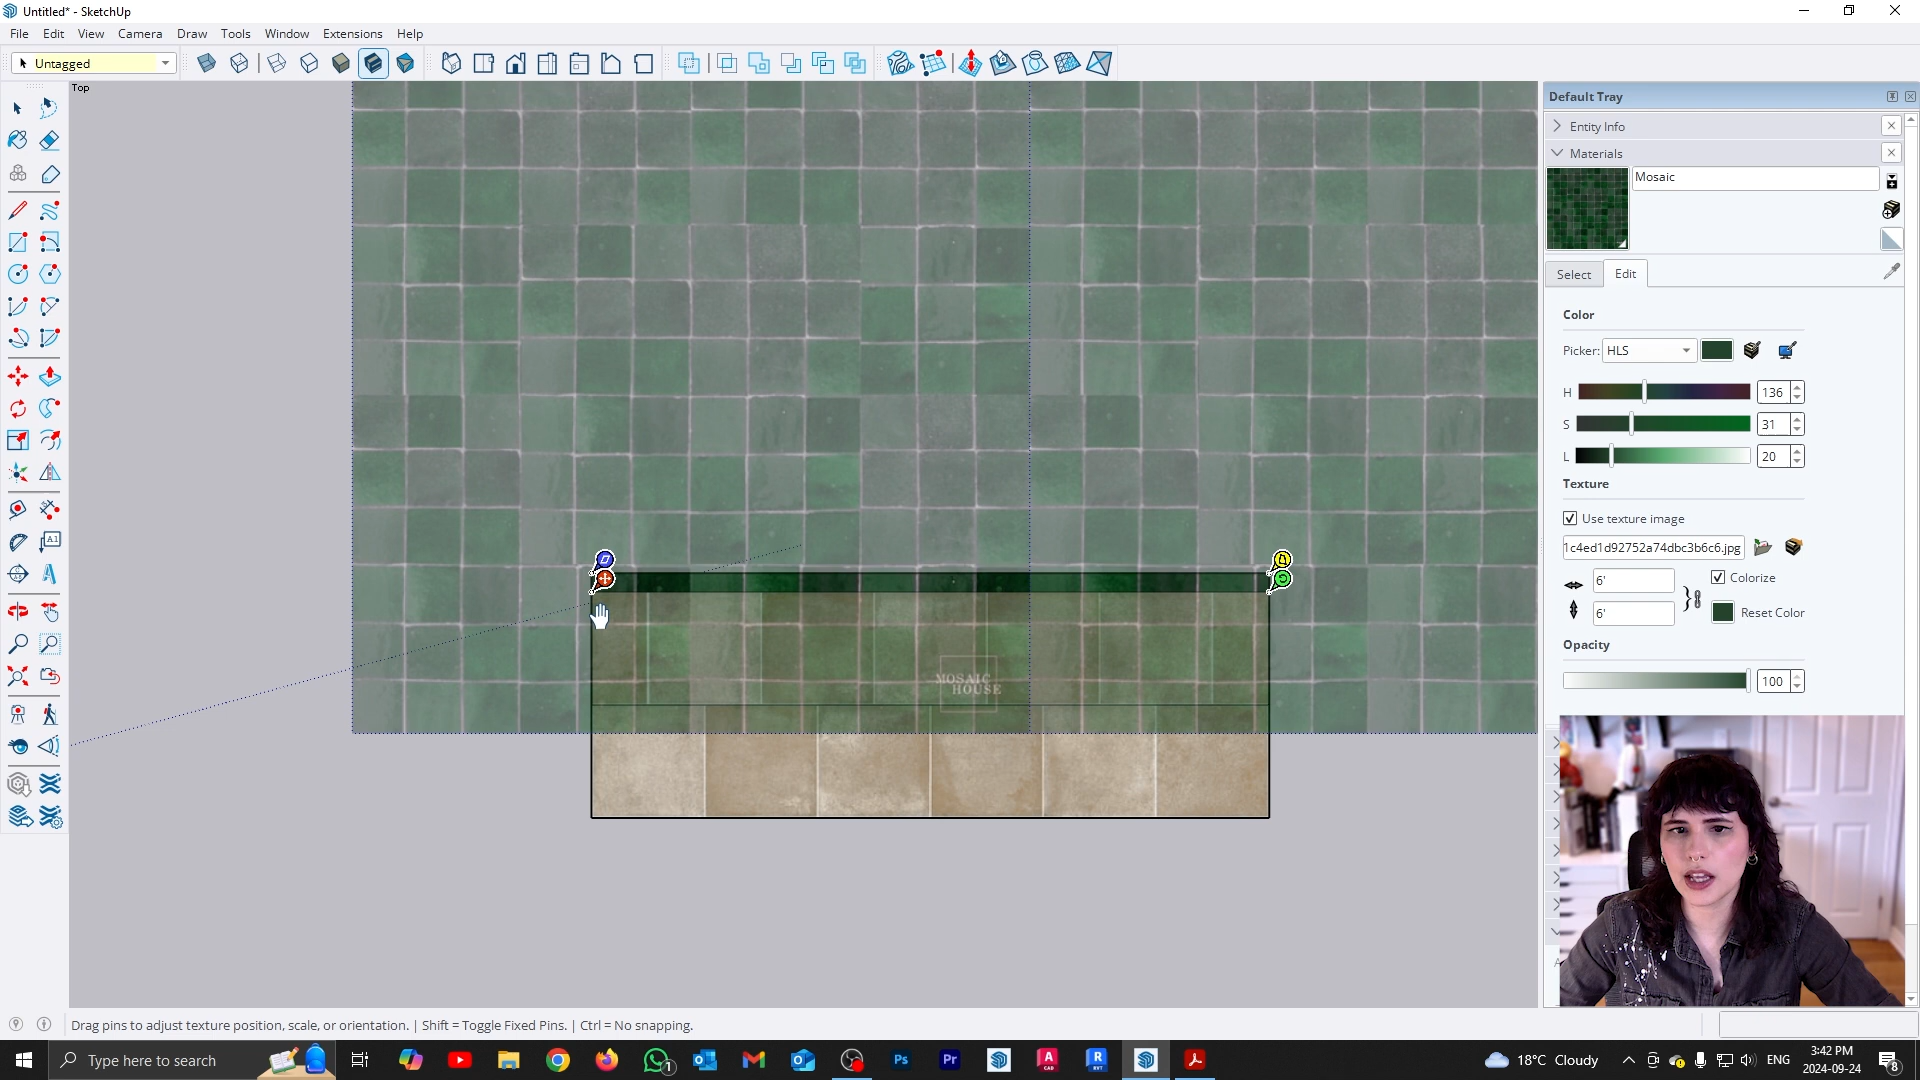 Untitled* - SketchUp
File Edit View Camera Draw Tools Window Extensions Help
Untagged
Top
Default Tray
Entity Info
Materials
Mosaic
Select Edit
Color
Picker: HLS
H 136
S 31
L 20
Texture
Use texture image
1c4ed1d92752a74dbc3b6c6.jpg
6' Colorize
6' Reset Color
Opacity
100
MOSAIC
HOUSE
Drag pins to adjust texture position, scale, or orientation. | Shift = Toggle Fixed Pins. | Ctrl = No snapping.
Type here to search
18°C Cloudy
ENG
3:42 PM
2024-09-24
8